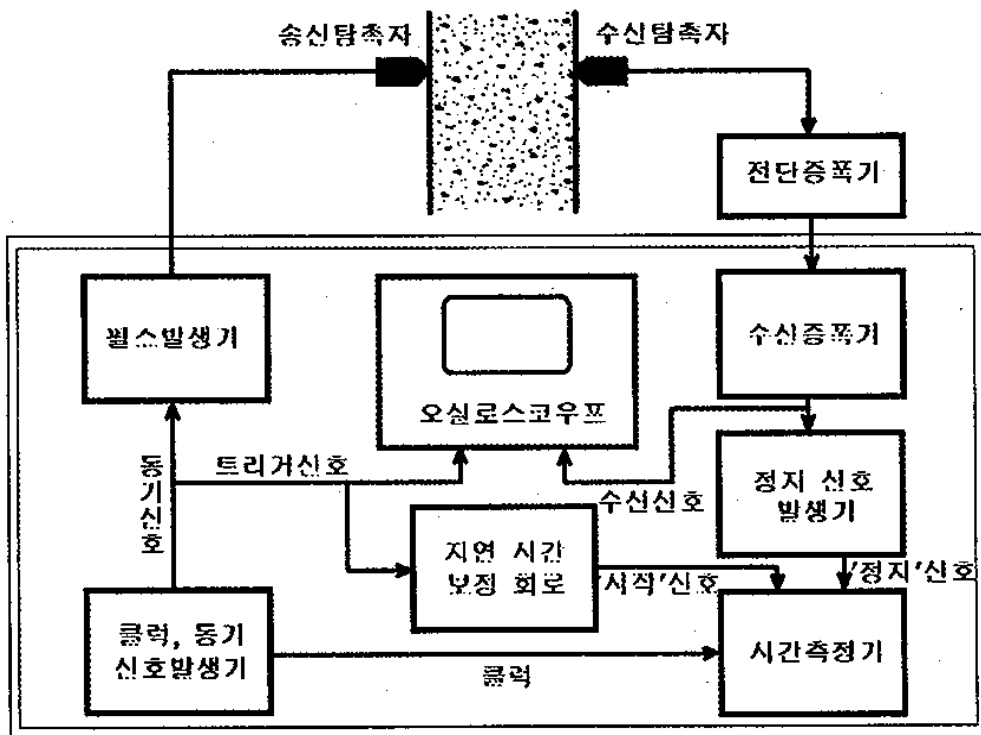 송신탐촉자
수신탐촉자
전단증폭기
펄스발생기
오실로스코우프
수신증폭기
동기신호
트리거신호
수신신호
정지 신호
발생기
지연 시간
보정 회로
'시작'신호
'정지'신호
클럭, 동기
신호발생기
클럭
시간측정기